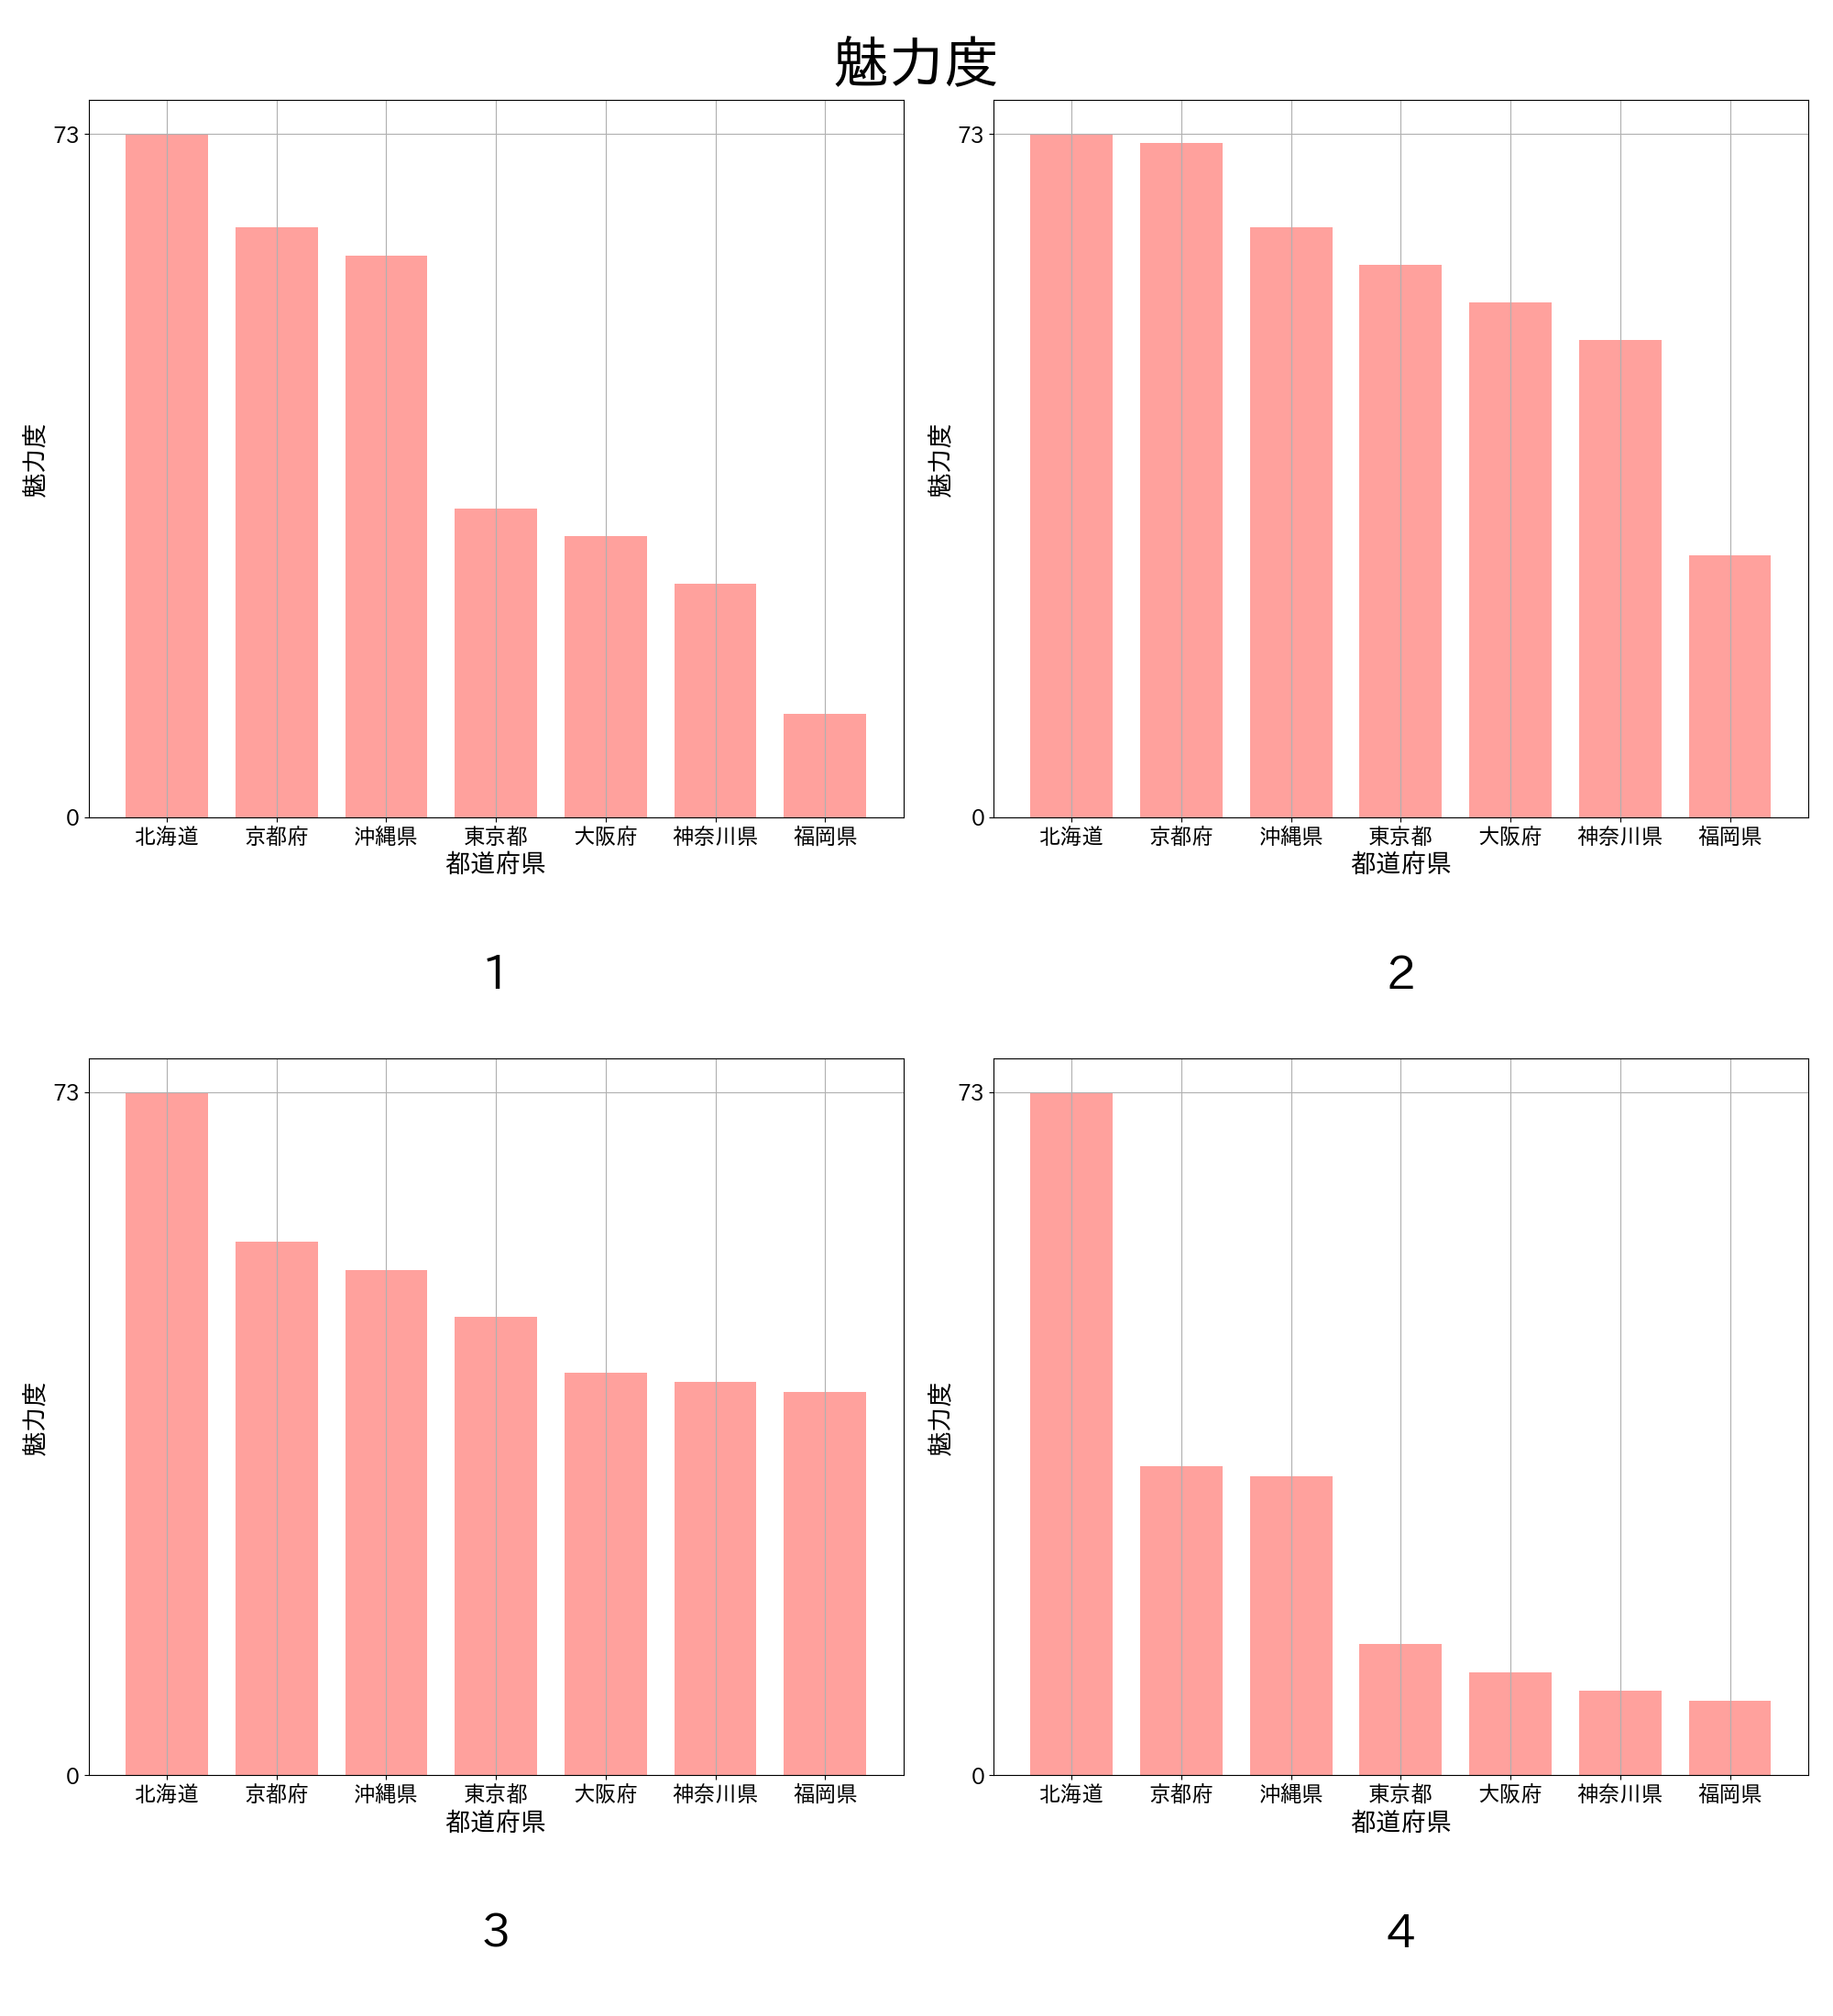 魅力度
73
魅力度
0
北海道 京都府 沖縄県 東京都 大阪府 神奈川県 福岡県
都道府県
1
73
魅力度
0
北海道 京都府 沖縄県 東京都 大阪府 神奈川県 福岡県
都道府県
2
73
魅力度
0
北海道 京都府 沖縄県 東京都 大阪府 神奈川県 福岡県
都道府県
3
73
魅力度
0
北海道 京都府 沖縄県 東京都 大阪府 神奈川県 福岡県
都道府県
4